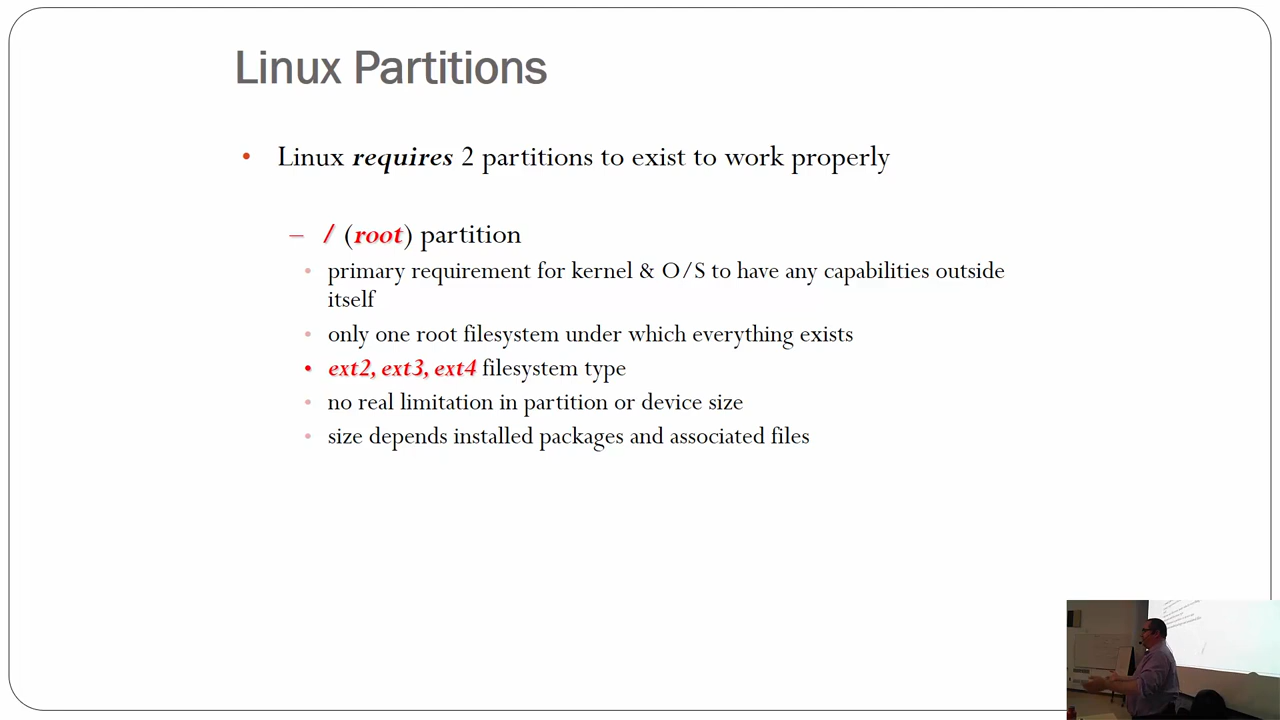 Linux Partitions
• Linux requires 2 partitions to exist to work properly
– / (root) partition
• primary requirement for kernel & O/S to have any capabilities outside
itself
• only one root filesystem under which everything exists
• ext2, ext3, ext4 filesystem type
• no real limitation in partition or device size
• size depends installed packages and associated files